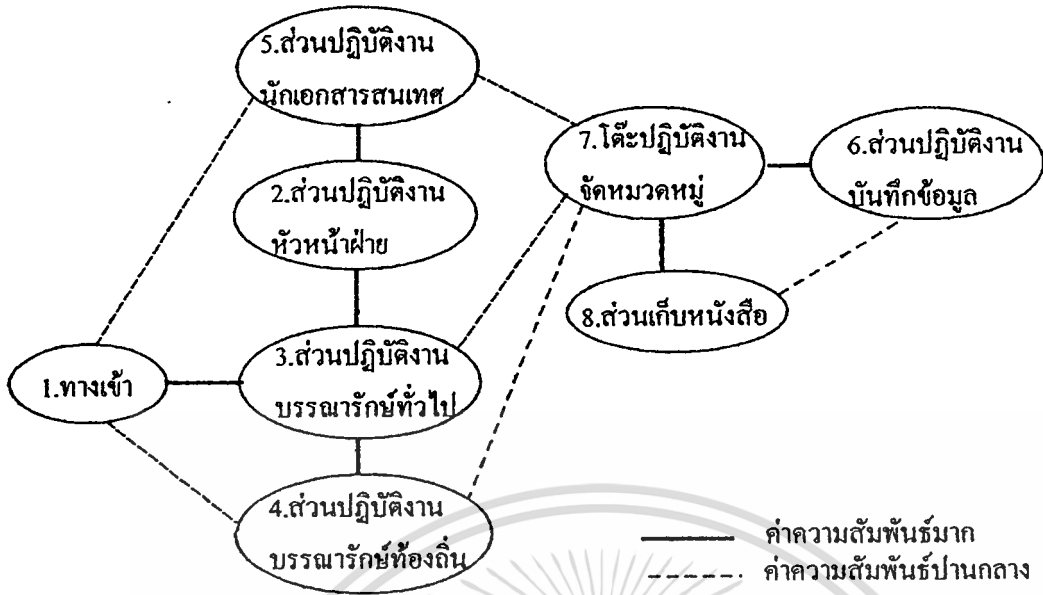 5.ส่วนปฏิบัติงาน
นักเอกสารสนเทศ
7.โต๊ะปฏิบัติงาน
จัดหมวดหมู่
6.ส่วนปฏิบัติงาน
บันทึกข้อมูล
2.ส่วนปฏิบัติงาน
หัวหน้าฝ่าย
8.ส่วนเก็บหนังสือ
1.ทางเข้า
3.ส่วนปฏิบัติงาน
บรรณารักษ์ทั่วไป
4.ส่วนปฏิบัติงาน
บรรณารักษ์ท้องถิ่น
ค่าความสัมพันธ์มาก
ค่าความสัมพันธ์ปานกลาง